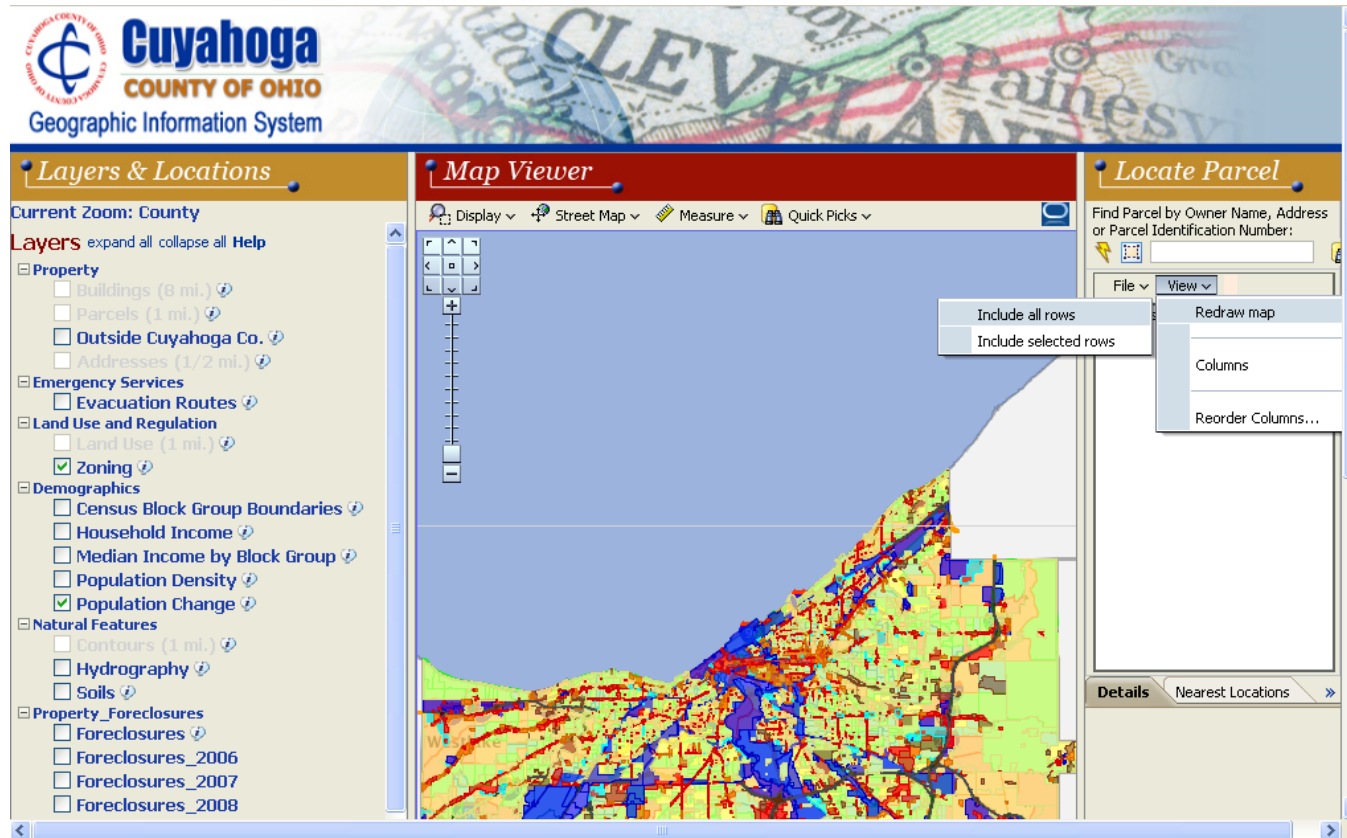 Cuyahoga
COUNTY OF OHIO
Geographic Information System
CLEVELAND
Painesvi
Layers & Locations
Current Zoom: County
Layers expand all collapse all Help
Property
Buildings (8 mi.)
Parcels (1 mi.)
Outside Cuyahoga Co.
Addresses (1/2 mi.)
Emergency Services
Evacuation Routes
Land Use and Regulation
Land Use (1 mi.)
Zoning
Demographics
Census Block Group Boundaries
Household Income
Median Income by Block Group
Population Density
Population Change
Natural Features
Contours (1 mi.)
Hydrography
Soils
Property_Foreclosures
Foreclosures
Foreclosures_2006
Foreclosures_2007
Foreclosures_2008
Map Viewer
Display Street Map Measure Quick Picks
Westlake
Locate Parcel
Find Parcel by Owner Name, Address
or Parcel Identification Number:
File View
Redraw map
Include all rows
Include selected rows
Columns
Reorder Columns...
Details Nearest Locations »